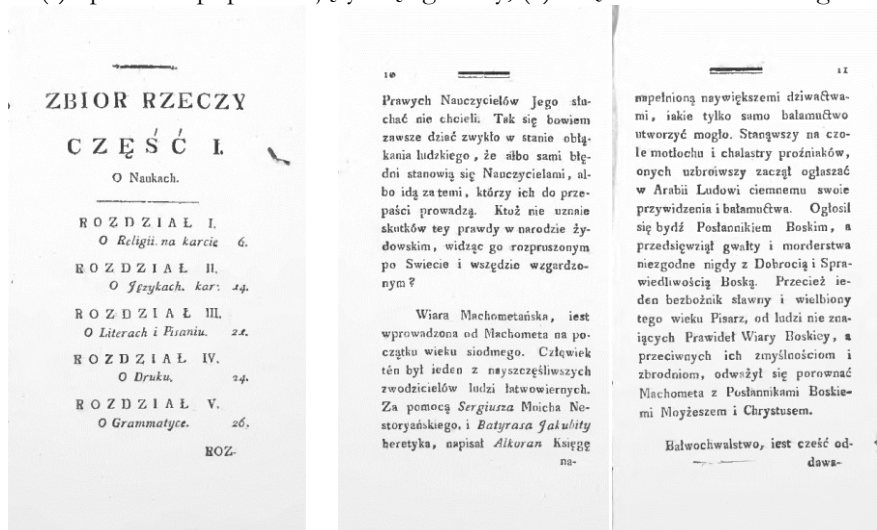 ZBIOR RZECZY
CZĘŚĆ I.
O Naukach.
ROZDZIAŁ I.
O Religii na karcie 6.
ROZDZIAŁ II.
O Językach. kar: 14.
ROZDZIAŁ III.
O Literach i Pisaniu. 21.
ROZDZIAŁ IV.
O Druku. 24.
ROZDZIAŁ V.
O Grammatyce. 26.
ROZ-
10
Prawych Nauczycielów Jego słu-
chać nie chcieli. Tak się bowiem
zawsze dziać zwykło w stanie obłą-
kania ludzkiego, że albo sami błę-
dni stanowią się Nauczycielami, al-
bo idą za temi, którzy ich do prze-
paści prowadzą. Ktoż nie uznaie
skutków tey prawdy w narodzie ży-
dowskim, widząc go rozpruszonym
po Swiecie i wszędzie wzgardzo-
nym?
Wiara Machometańska, iest
wprowadzona od Machometa na po-
czątku wieku siodmego. Człowiek
tén był ieden z nayszczęśliwszych
zwodzicielów ludzi łatwowiernych.
Za pomocą Sergiusza Mnicha Ne-
storyańskiego, i Batyrasa Jakubity
heretyka, napisał Alkuran Księgę
na-
11
napełnioną naywiększemi dziwactwa-
mi, iakie tylko samo bałamuctwo
utworzyć mogło. Stanąwszy na czo-
le motłochu i chałastry prożniaków,
onych uzbroiwszy zaczął ogłaszać
w Arabii Ludowi ciemnemu swoie
przywidzenia i bałamuctwa. Ogłosił
się bydź Posłannikiem Boskim, a
przedsięwziął gwałty i morderstwa
niezgodne nigdy z Dobrocią i Spra-
wiedliwością Boską. Przecież ie-
den bezbożnik sławny i wielbiony
tego wieku Pisarz, od ludzi nie zna-
iących Prawideł Wiary Boskiey, a
przeciwnych ich zmyślnościom i
zbrodniom, odważył się porownać
Machometa z Posłannikami Boskie-
mi Moyżeszem i Chrystusem.
Bałwochwalstwo, iest cześć od-
dawa-